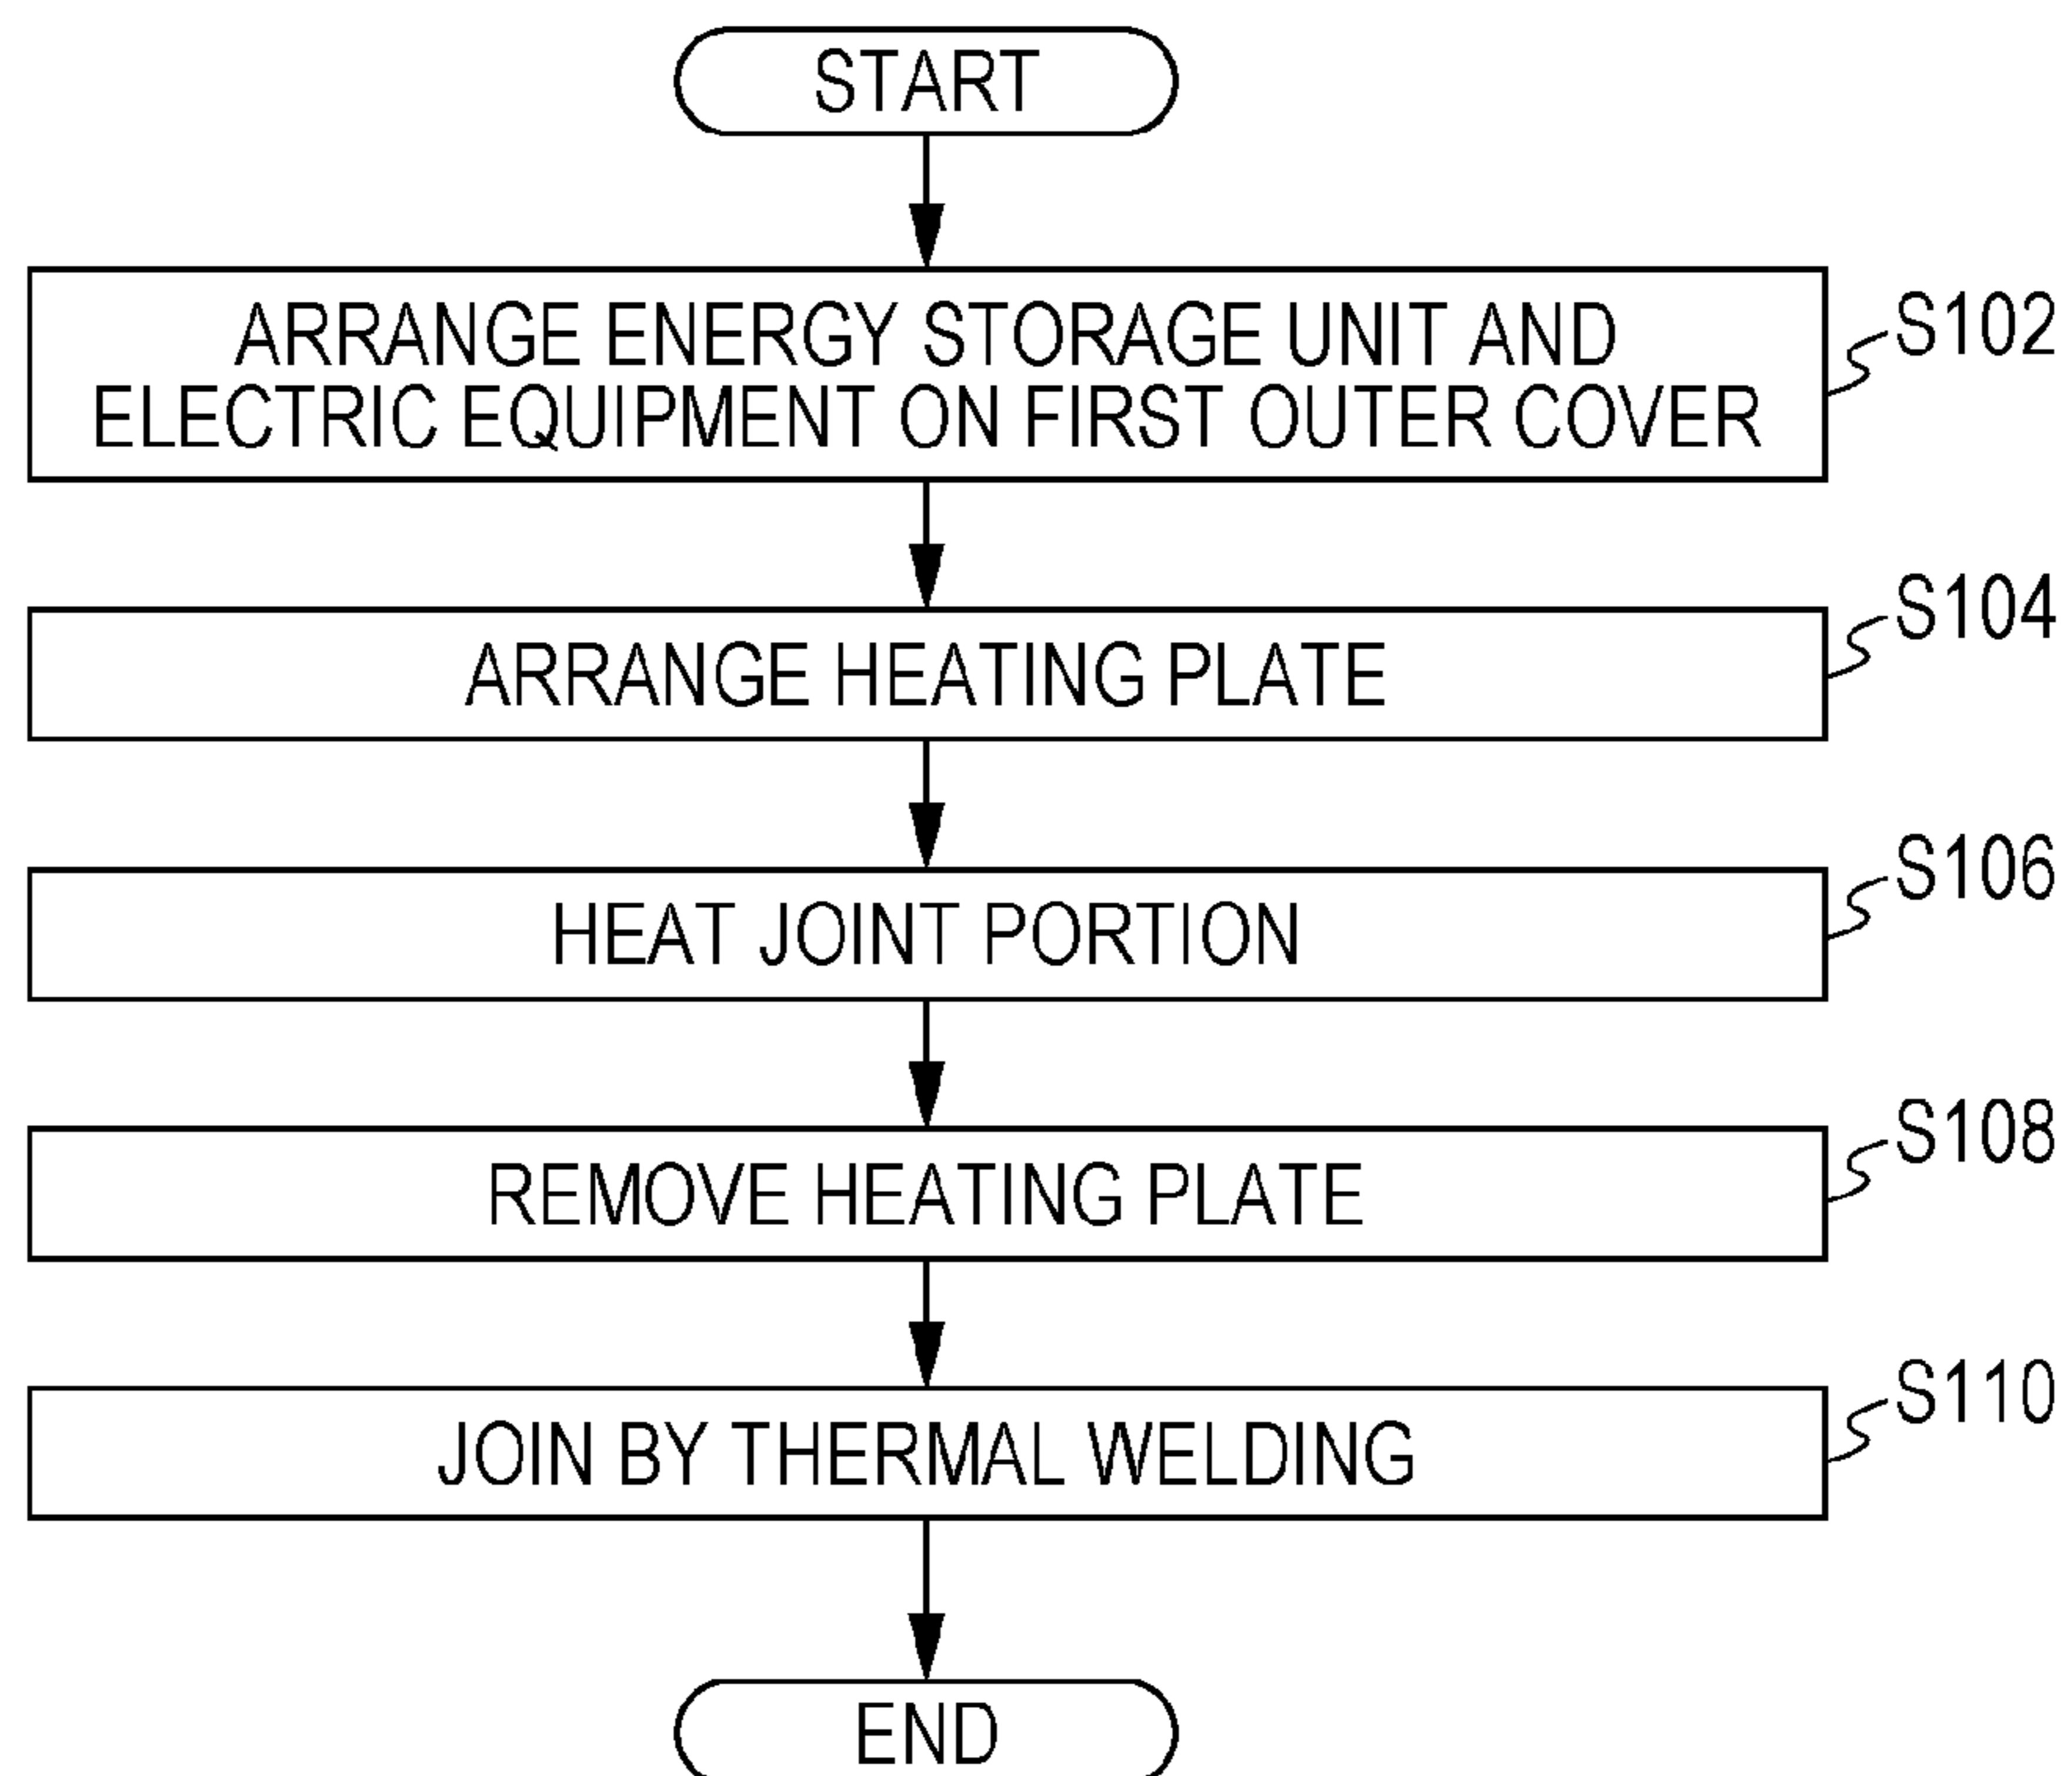 START
ARRANGE ENERGY STORAGE UNIT AND
ELECTRIC EQUIPMENT ON FIRST OUTER COVER
S102
ARRANGE HEATING PLATE
S104
HEAT JOINT PORTION
S106
REMOVE HEATING PLATE
S108
JOIN BY THERMAL WELDING
S110
END